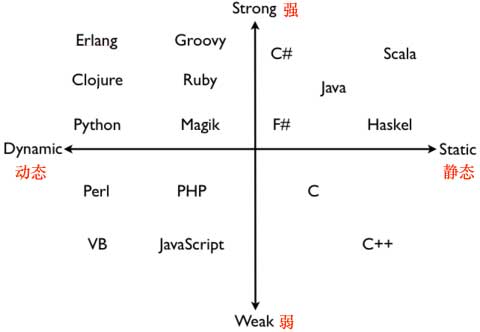 Strong 强
Erlang Groovy C# Scala
Clojure Ruby Java
Python Magik F# Haskel
Dynamic Static
动态 静态
Perl PHP C
VB JavaScript C++
Weak 弱